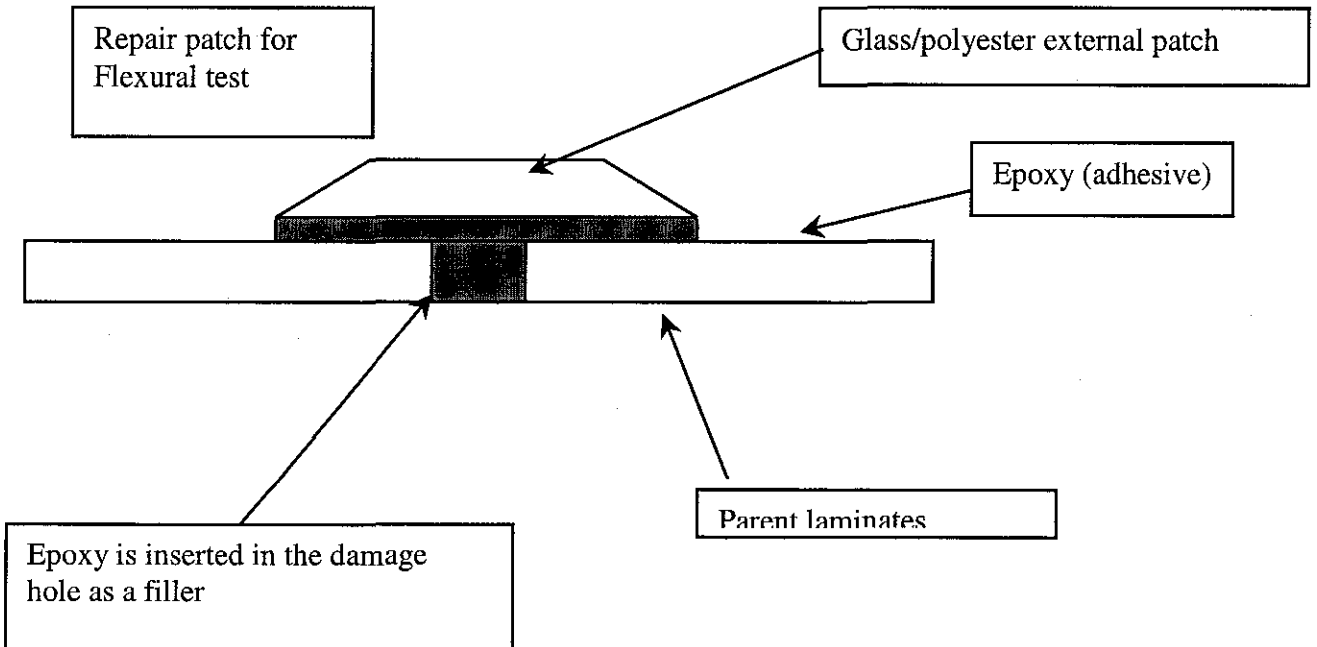 Repair patch for
Flexural test
Glass/polyester external patch
Epoxy (adhesive)
Parent laminates
Epoxy is inserted in the damage
hole as a filler